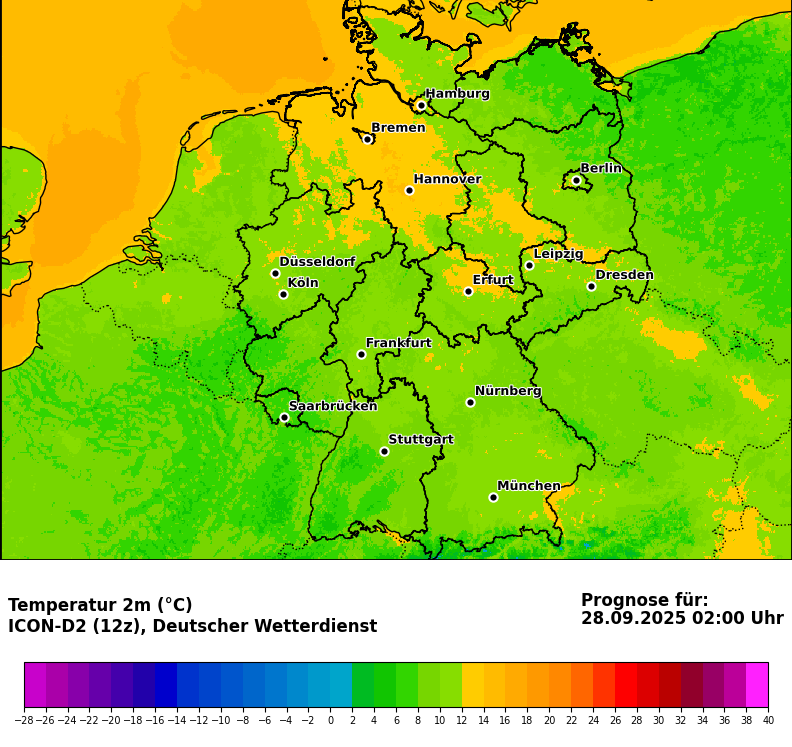 Hamburg
Bremen
Berlin
Hannover
Leipzig
Düsseldorf
Dresden
Köln
Erfurt
Frankfurt
Nürnberg
Saarbrücken
Stuttgart
München
Temperatur 2m (°C)
ICON-D2 (12z), Deutscher Wetterdienst
Prognose für:
28.09.2025 02:00 Uhr
−28 −26 −24 −22 −20 −18 −16 −14 −12 −10 −8 −6 −4 −2 0 2 4 6 8 10 12 14 16 18 20 22 24 26 28 30 32 34 36 38 40